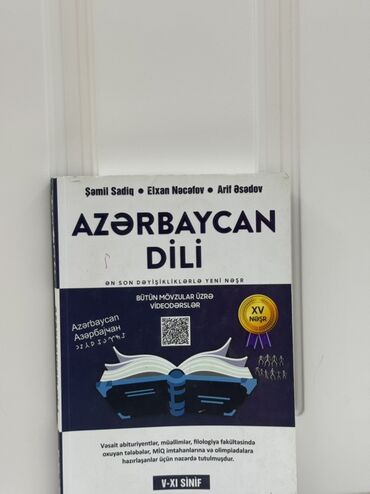 Şəmil Sadiq ● Elxan Nəcəfov ● Arif Əsədov
AZƏRBAYCAN
DİLİ
ƏN SON DƏYİŞİKLİKLƏRLƏ YENİ NƏŞR
BÜTÜN MÖVZULAR ÜZRƏ
VİDEODƏRSLƏR
XV
NƏŞR
Azərbaycan
Азәрбајҹан
Vəsait abituriyentlər, müəllimlər, filologiya fakültəsində
oxuyan tələbələr, MİQ imtahanlarına və olimpiadalara
hazırlaşanlar üçün nəzərdə tutulmuşdur.
V-XI SİNİF